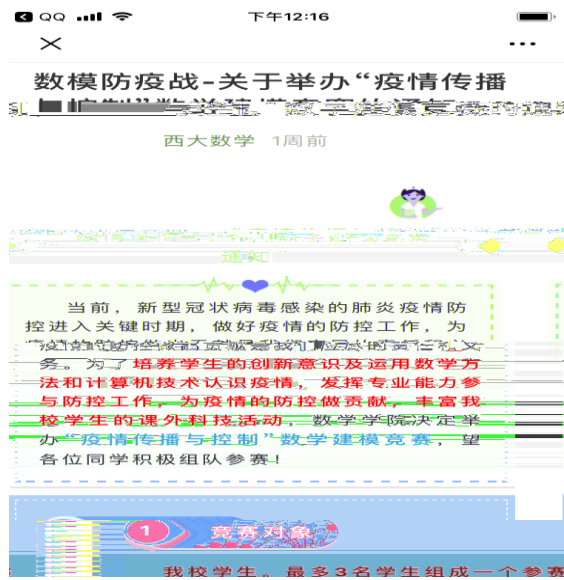 QQ 下午12:16
数模防疫战-关于举办“疫情传播
西大数学 1周前
通知
当前，新型冠状病毒感染的肺炎疫情防
控进入关键时期，做好疫情的防控工作，为
务。为了培养学生的创新意识及运用数学方
法和计算机技术认识疫情，发挥专业能力参
与防控工作，为疫情的防控做贡献，丰富我
校学生的课外科技活动，数学学院决定举
办“疫情传播与控制”数学建模竞赛，望
各位同学积极组队参赛！
1 竞赛对象
我校学生。最多3名学生组成一个参赛